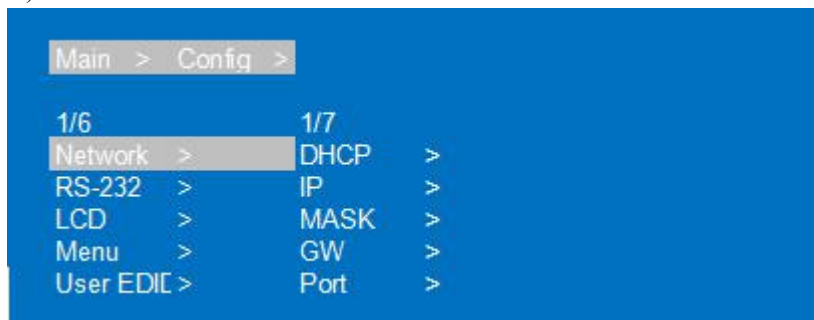 Main > Config >
1/6 1/7
Network > DHCP >
RS-232 > IP >
LCD > MASK >
Menu > GW >
User EDID > Port >